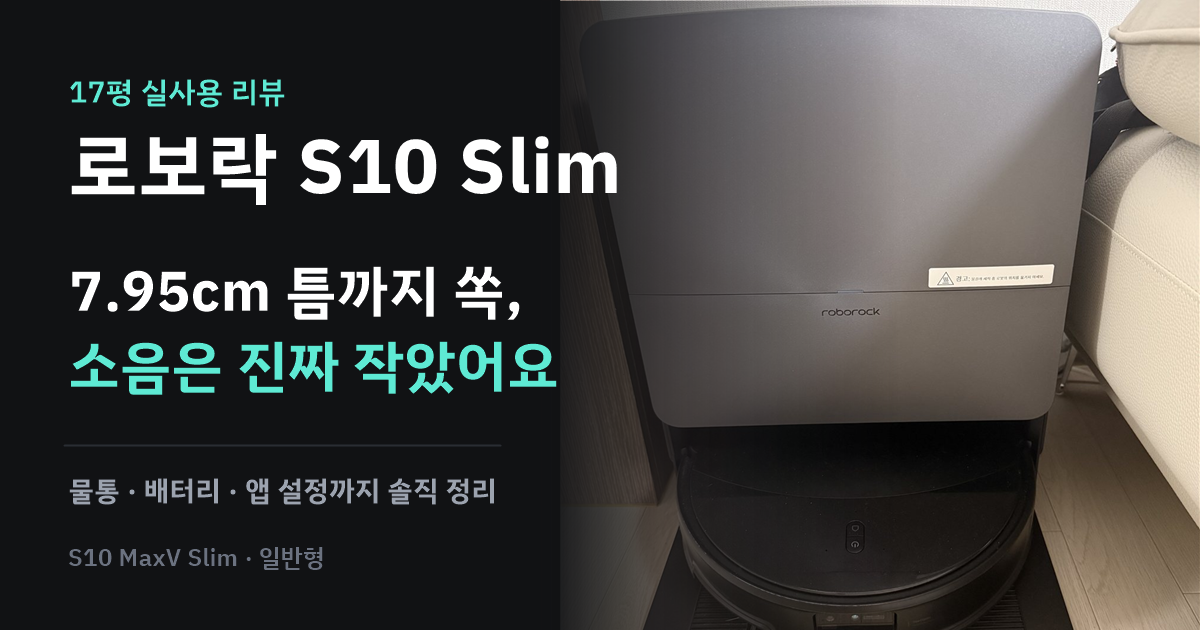 17평 실사용 리뷰
로보락 S10 Slim
7.95cm 틈까지 쏙,
소음은 진짜 작았어요
물통 · 배터리 · 앱 설정까지 솔직 정리
S10 MaxV Slim · 일반형
경고:
roborock